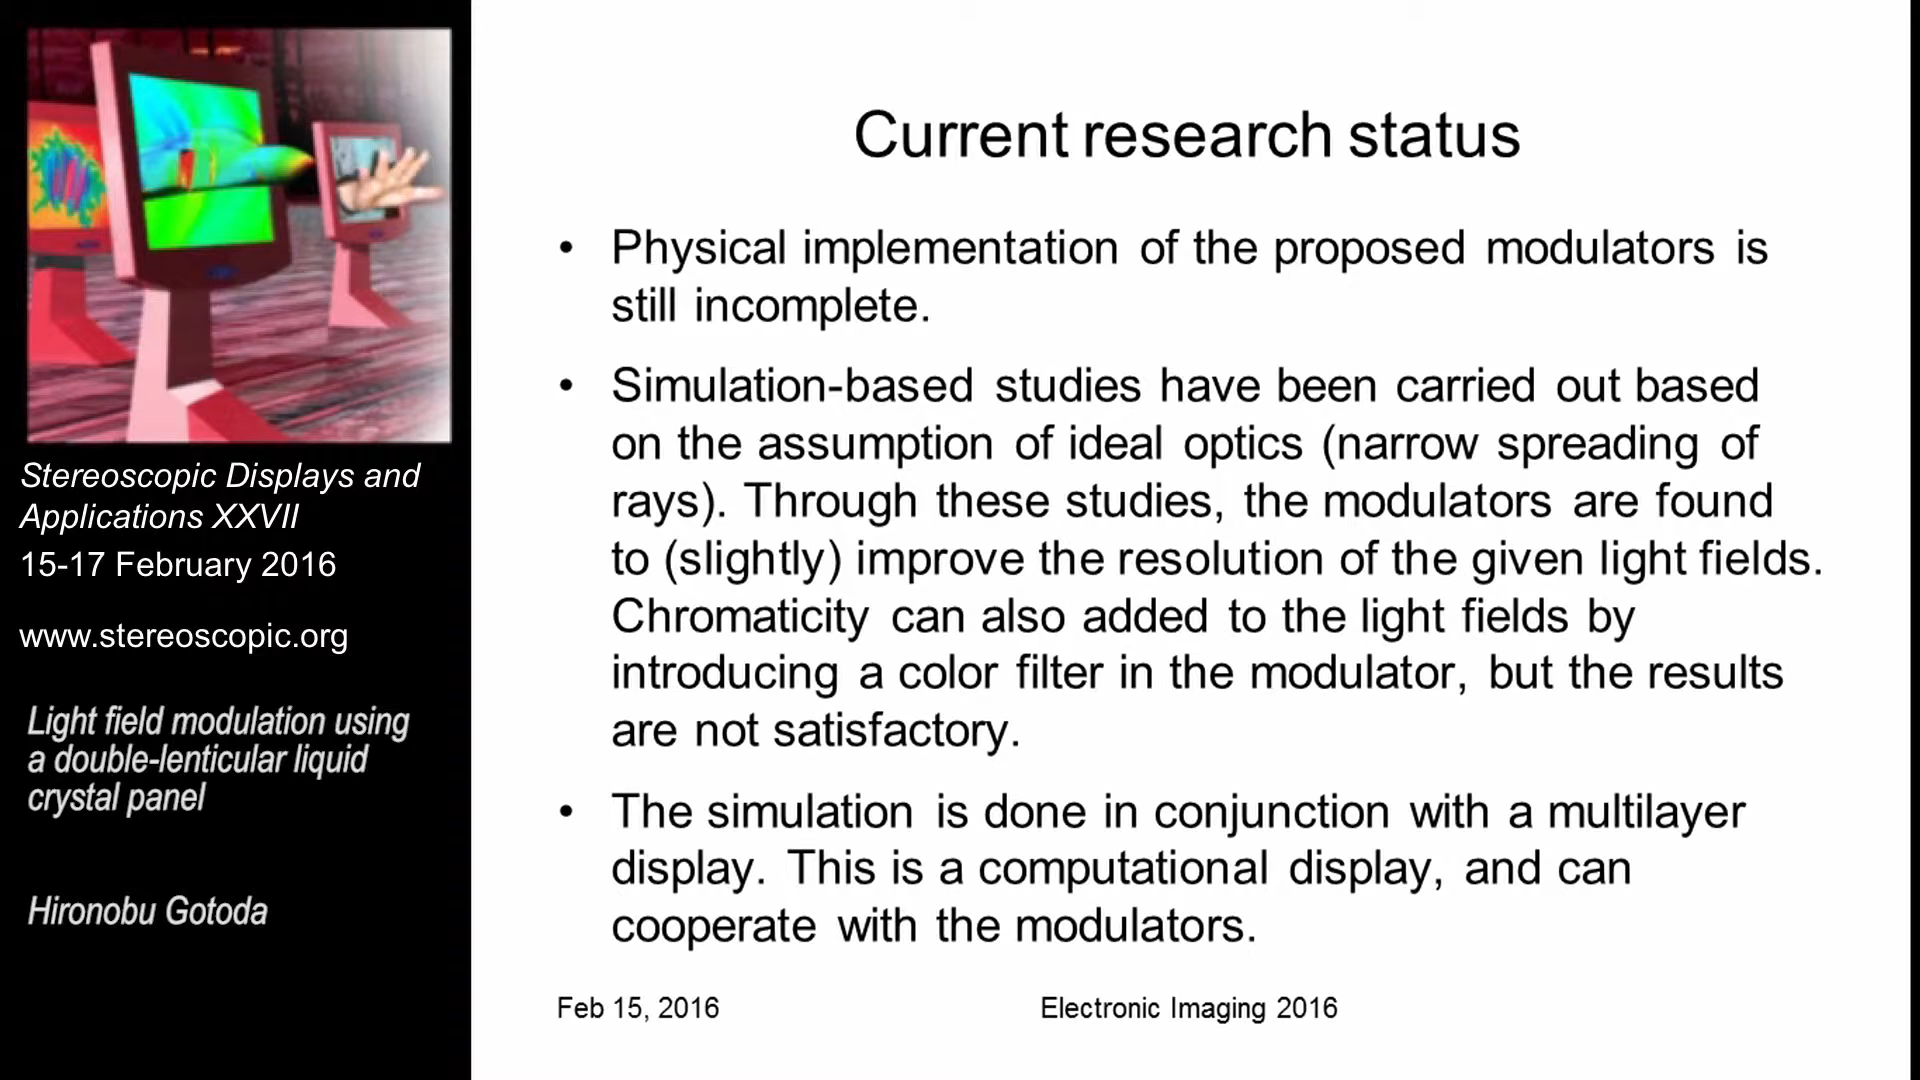 Stereoscopic Displays and
Applications XXVII
15-17 February 2016
www.stereoscopic.org
Light field modulation using
a double-lenticular liquid
crystal panel
Hironobu Gotoda
Current research status
• Physical implementation of the proposed modulators is
still incomplete.
• Simulation-based studies have been carried out based
on the assumption of ideal optics (narrow spreading of
rays). Through these studies, the modulators are found
to (slightly) improve the resolution of the given light fields.
Chromaticity can also added to the light fields by
introducing a color filter in the modulator, but the results
are not satisfactory.
• The simulation is done in conjunction with a multilayer
display. This is a computational display, and can
cooperate with the modulators.
Feb 15, 2016
Electronic Imaging 2016